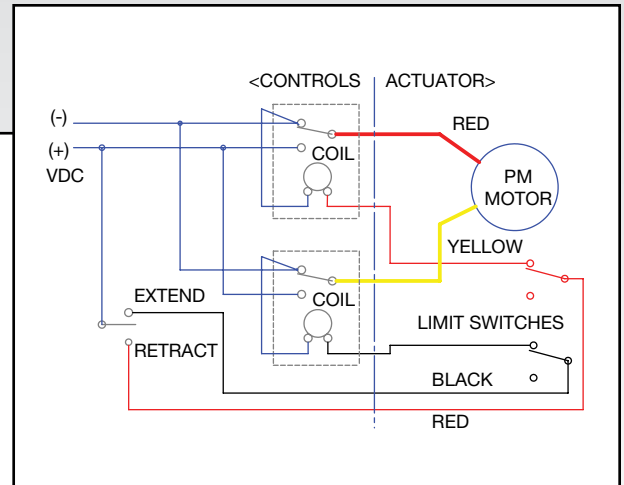 <CONTROLS ACTUATOR>
(-)
RED
(+)
COIL
VDC
PM
MOTOR
YELLOW
EXTEND
COIL
LIMIT SWITCHES
RETRACT
BLACK
RED